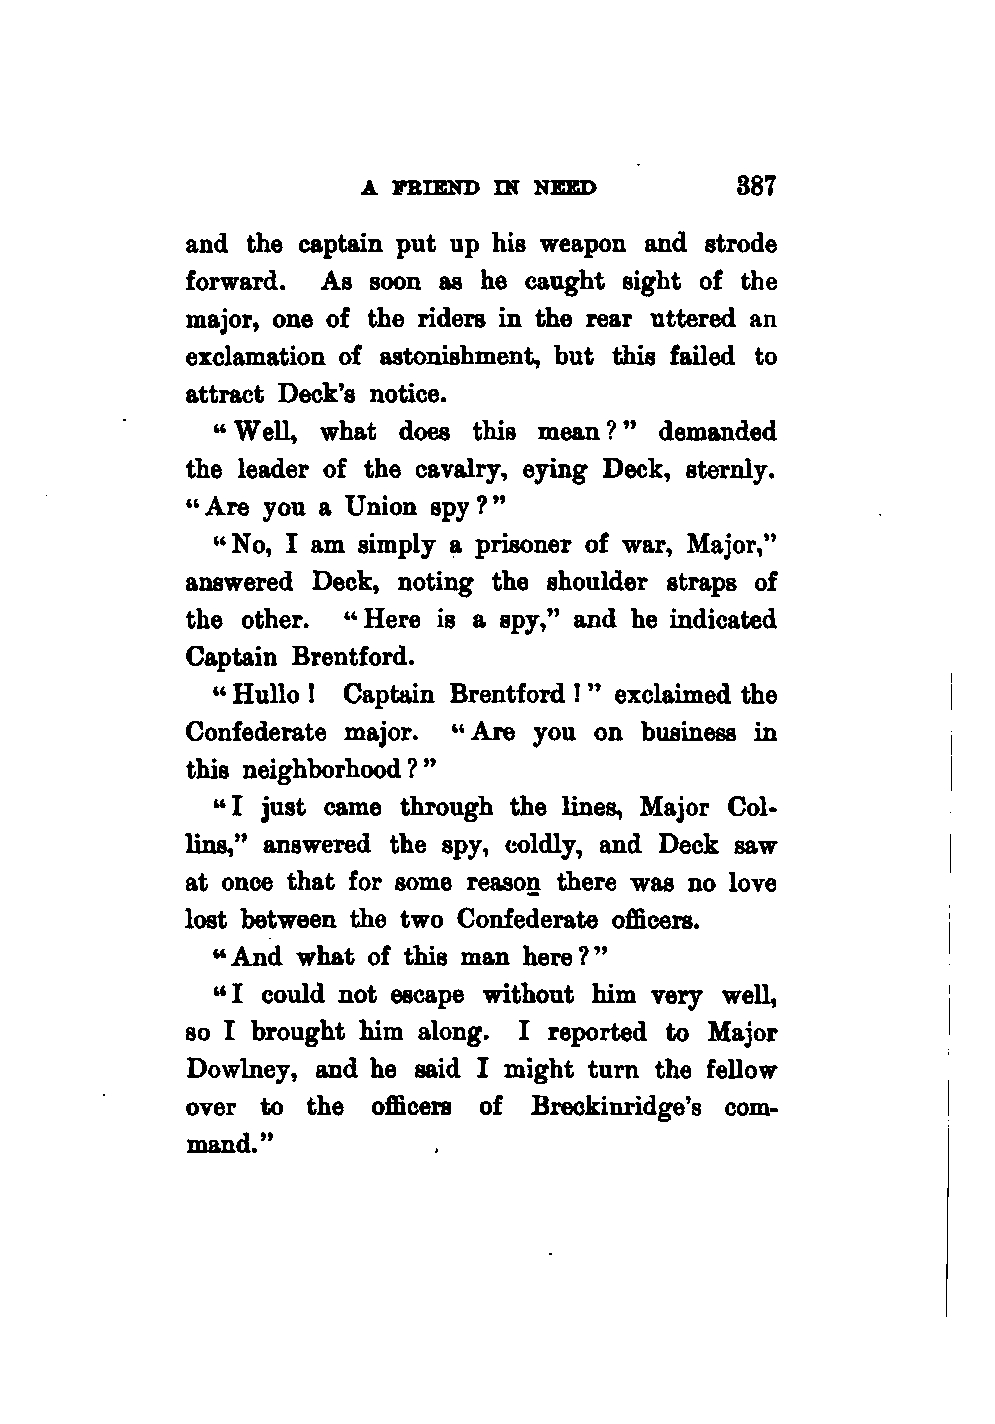 A FRIEND IN NEED 387
and the captain put up his weapon and strode
forward. As soon as he caught sight of the
major, one of the riders in the rear uttered an
exclamation of astonishment, but this failed to
attract Deck's notice.
"Well, what does this mean?" demanded
the leader of the cavalry, eying Deck, sternly.
"Are you a Union spy?"
"No, I am simply a prisoner of war, Major,"
answered Deck, noting the shoulder straps of
the other. "Here is a spy," and he indicated
Captain Brentford.
"Hullo! Captain Brentford!" exclaimed the
Confederate major. "Are you on business in
this neighborhood?"
"I just came through the lines, Major Col-
lins," answered the spy, coldly, and Deck saw
at once that for some reason there was no love
lost between the two Confederate officers.
"And what of this man here?"
"I could not escape without him very well,
so I brought him along. I reported to Major
Dowlney, and he said I might turn the fellow
over to the officers of Breckinridge's com-
mand."